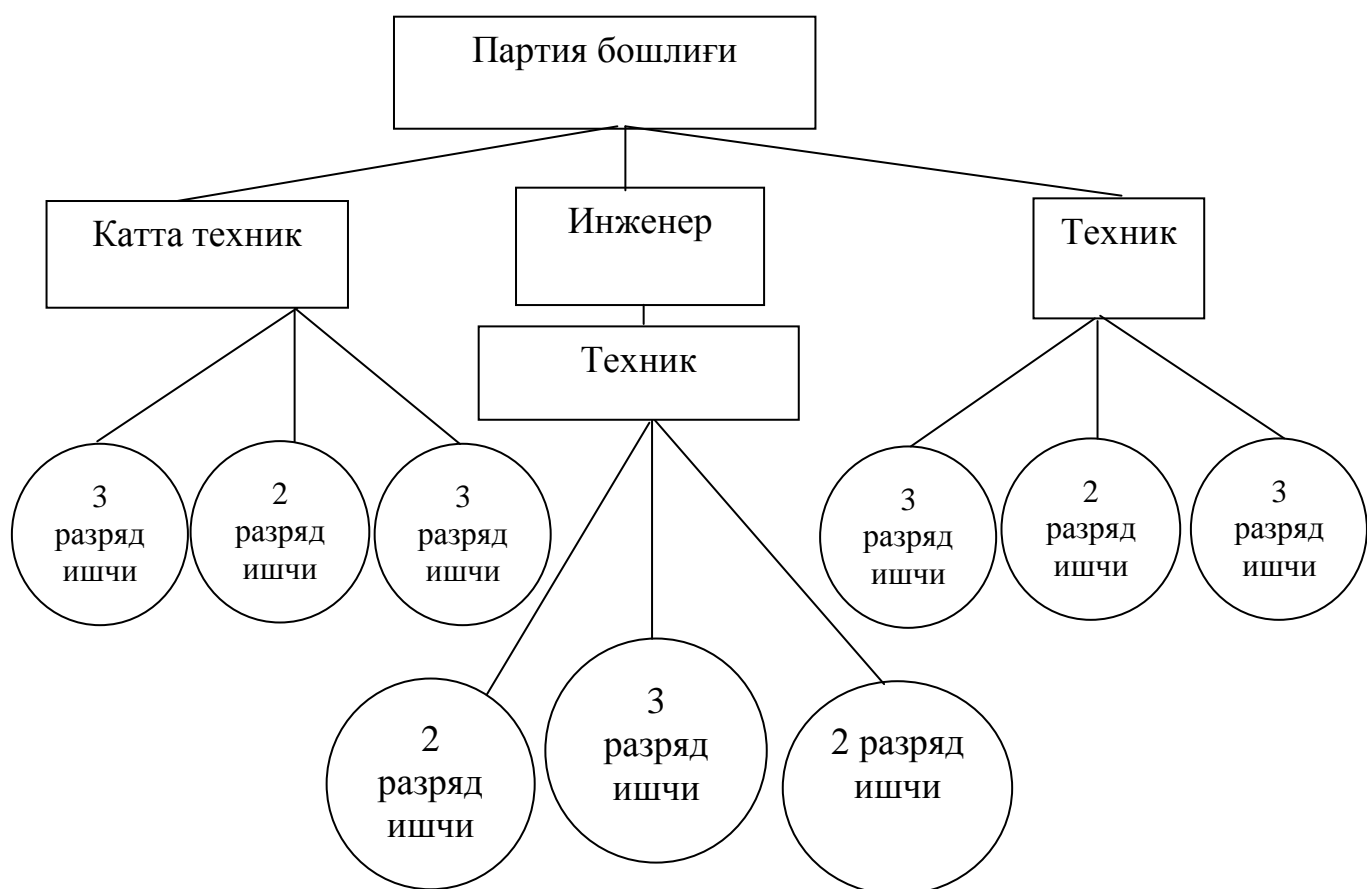 Партия бошлиғи
Катта техник
Инженер
Техник
Техник
3
разряд
ишчи
2
разряд
ишчи
3
разряд
ишчи
3
разряд
ишчи
2
разряд
ишчи
3
разряд
ишчи
2
разряд
ишчи
3
разряд
ишчи
2 разряд
ишчи